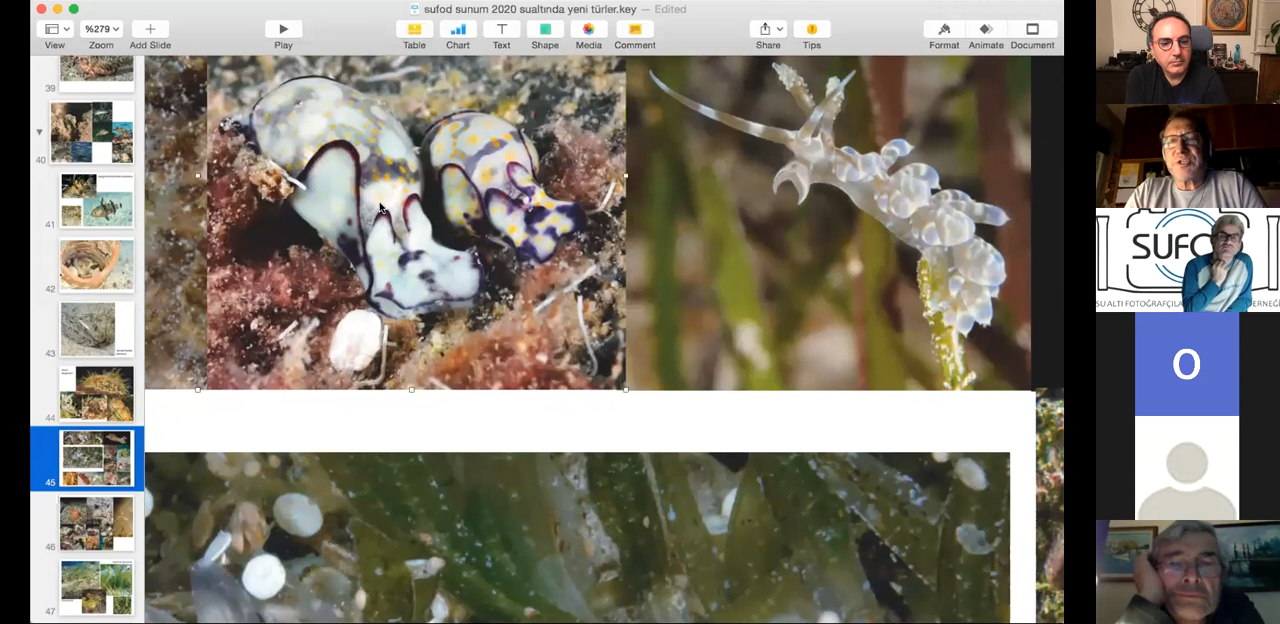 sufod sunum 2020 sualtında yeni türler.key — Edited
%279
View Zoom Add Slide Play Table Chart Text Shape Media Comment Share Tips Format Animate Document
39
40
41
42
43
44
45
46
47
SUFO
SU ALTI FOTOĞRAFÇILA
DERNEĞİ
O